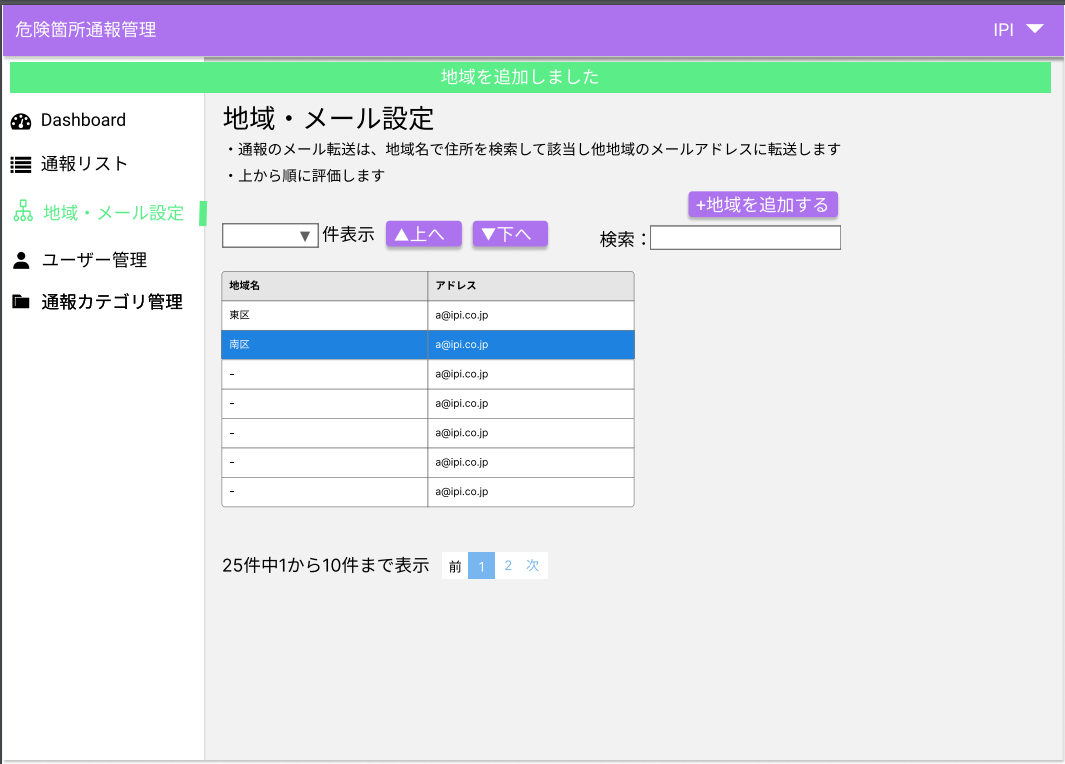 危険箇所通報管理
IPI
地域を追加しました
Dashboard
通報リスト
地域・メール設定
ユーザー管理
通報カテゴリ管理
地域・メール設定
・通報のメール転送は、地域名で住所を検索して該当し他地域のメールアドレスに転送します
・上から順に評価します
+地域を追加する
件表示 ▲上へ ▼下へ 検索：
地域名 アドレス
東区 a@ipi.co.jp
南区 a@ipi.co.jp
- a@ipi.co.jp
- a@ipi.co.jp
- a@ipi.co.jp
- a@ipi.co.jp
- a@ipi.co.jp
25件中1から10件まで表示 前 1 2 次